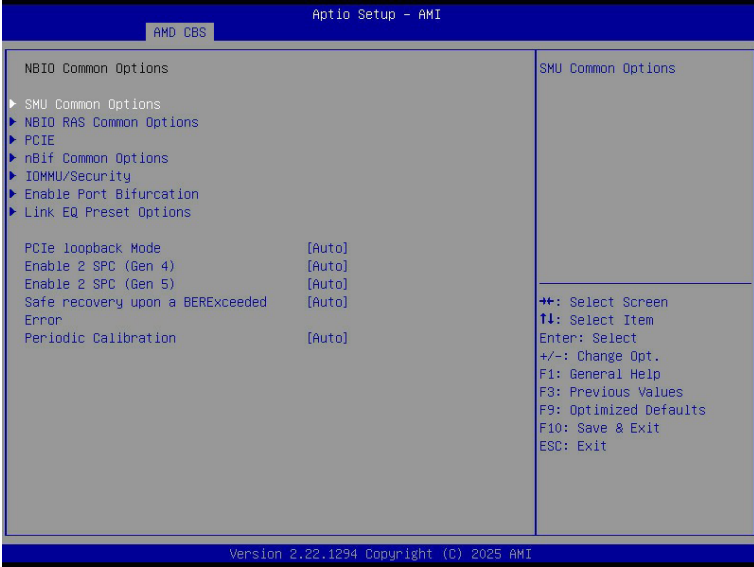 Aptio Setup - AMI
AMD CBS
NBIO Common Options
SMU Common Options
NBIO RAS Common Options
PCIE
nBif Common Options
IOMMU/Security
Enable Port Bifurcation
Link EQ Preset Options
PCIe loopback Mode [Auto]
Enable 2 SPC (Gen 4) [Auto]
Enable 2 SPC (Gen 5) [Auto]
Safe recovery upon a BERExceeded [Auto]
Error
Periodic Calibration [Auto]
SMU Common Options
→←: Select Screen
↑↓: Select Item
Enter: Select
+/-: Change Opt.
F1: General Help
F3: Previous Values
F9: Optimized Defaults
F10: Save & Exit
ESC: Exit
Version 2.22.1294 Copyright (C) 2025 AMI